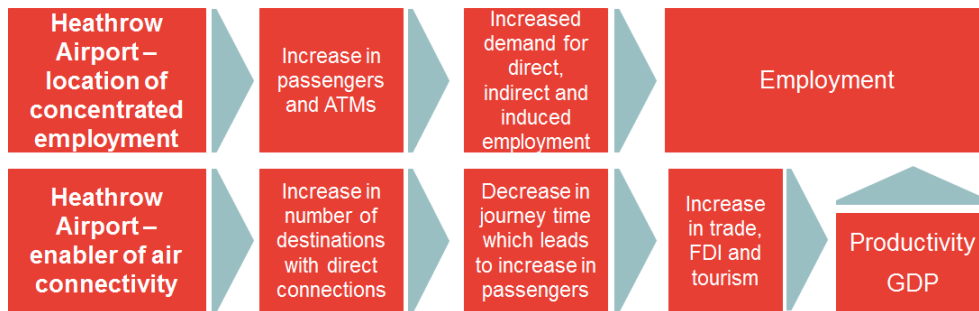 Heathrow
Airport –
location of
concentrated
employment
Increase in
passengers
and ATMs
Increased
demand for
direct,
indirect and
induced
employment
Employment
Heathrow
Airport –
enabler of air
connectivity
Increase in
number of
destinations
with direct
connections
Decrease in
journey time
which leads
to increase in
passengers
Increase
in trade,
FDI and
tourism
Productivity
GDP